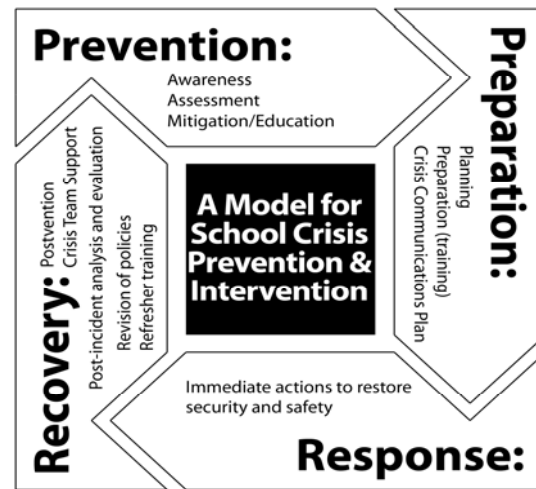 Prevention:
Awareness
Assessment
Mitigation/Education
Preparation:
Planning
Preparation (training)
Crisis Communications Plan
A Model for
School Crisis
Prevention &
Intervention
Immediate actions to restore
security and safety
Response:
Recovery:
Postvention
Crisis Team Support
Post-incident analysis and evaluation
Revision of policies
Refresher training